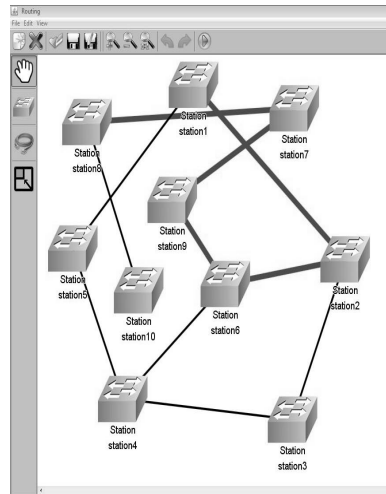 Routing
File Edit View
Station
station1
Station
station7
Station
station8
Station
station9
Station
station5
Station
station2
Station
station10
Station
station6
Station
station4
Station
station3